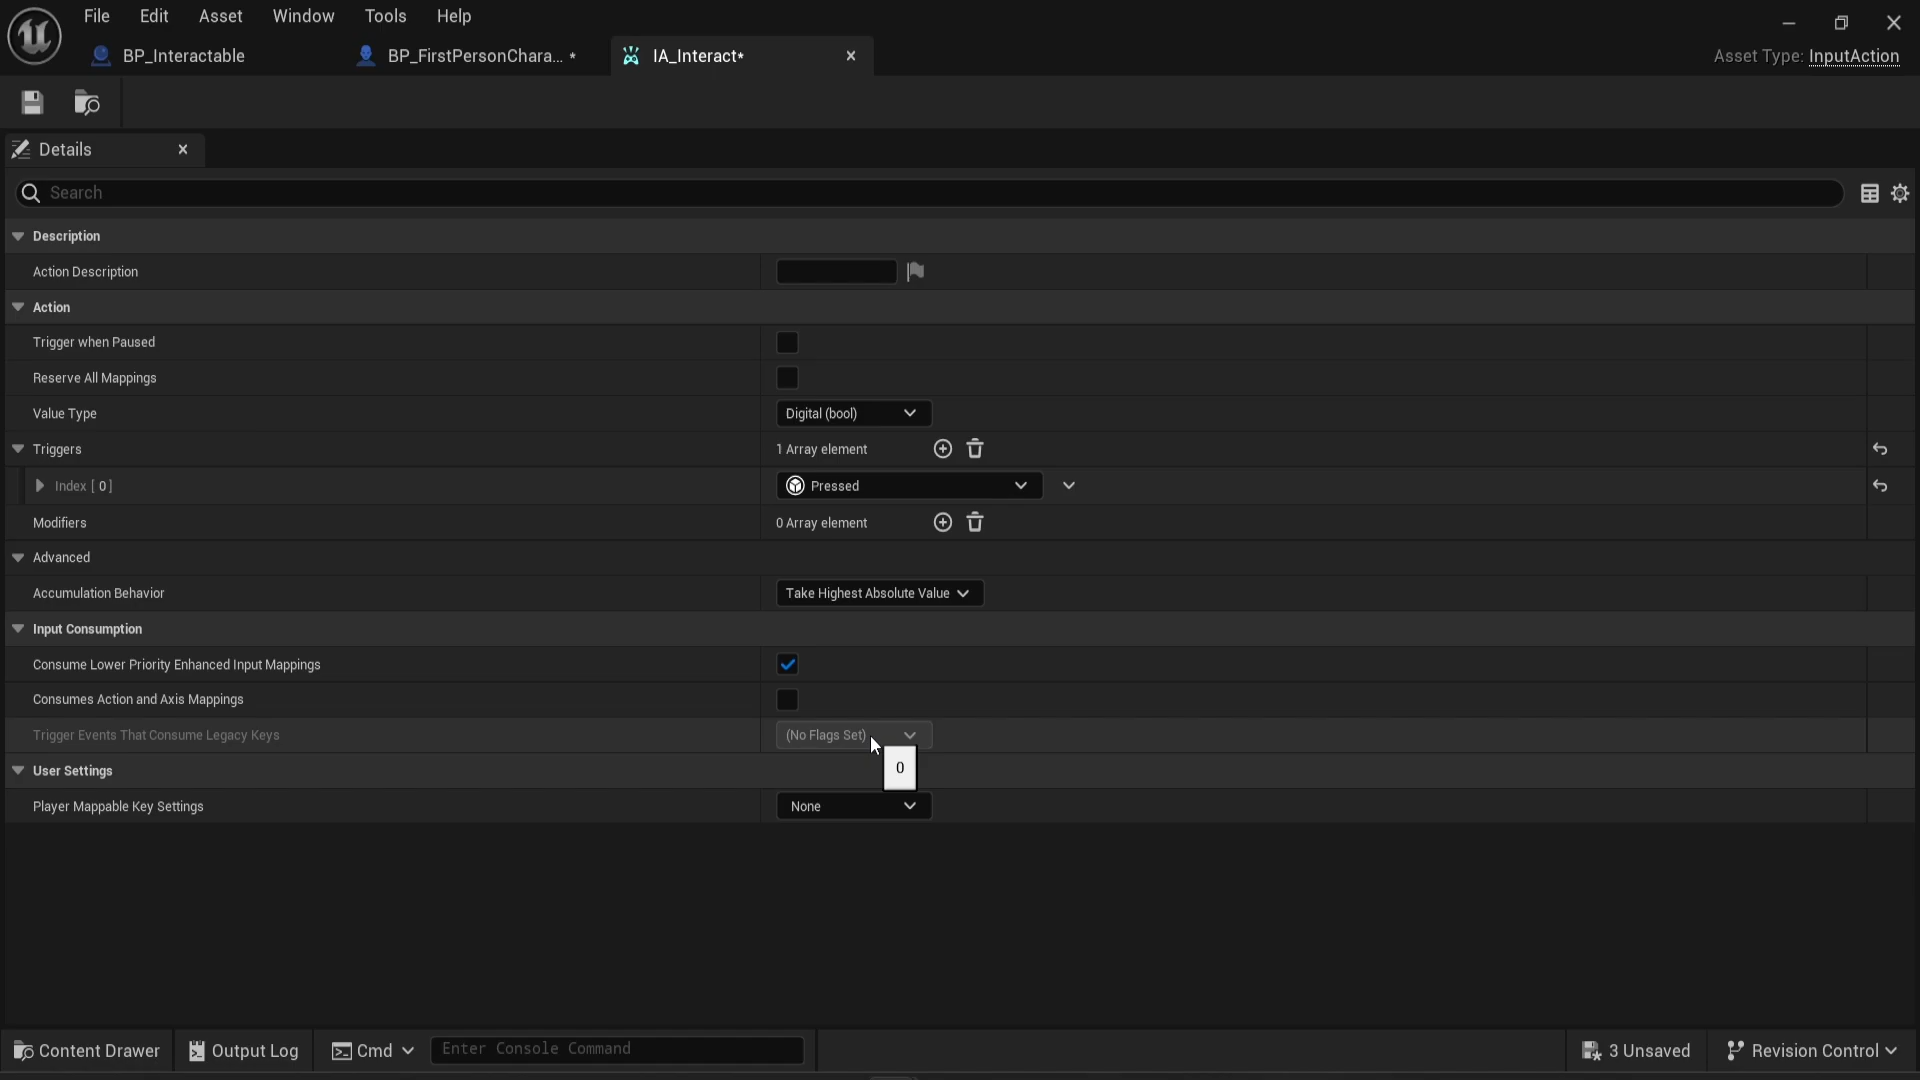 File Edit Asset Window Tools Help
BP_Interactable BP_FirstPersonChara... * IA_Interact* Asset Type: InputAction
Details
Search
Description
Action Description
Action
Trigger when Paused
Reserve All Mappings
Value Type Digital (bool)
Triggers 1 Array element
Index [ 0 ] Pressed
Modifiers 0 Array element
Advanced
Accumulation Behavior Take Highest Absolute Value
Input Consumption
Consume Lower Priority Enhanced Input Mappings
Consumes Action and Axis Mappings
Trigger Events That Consume Legacy Keys (No Flags Set)
0
User Settings
Player Mappable Key Settings None
Content Drawer Output Log Cmd Enter Console Command 3 Unsaved Revision Control